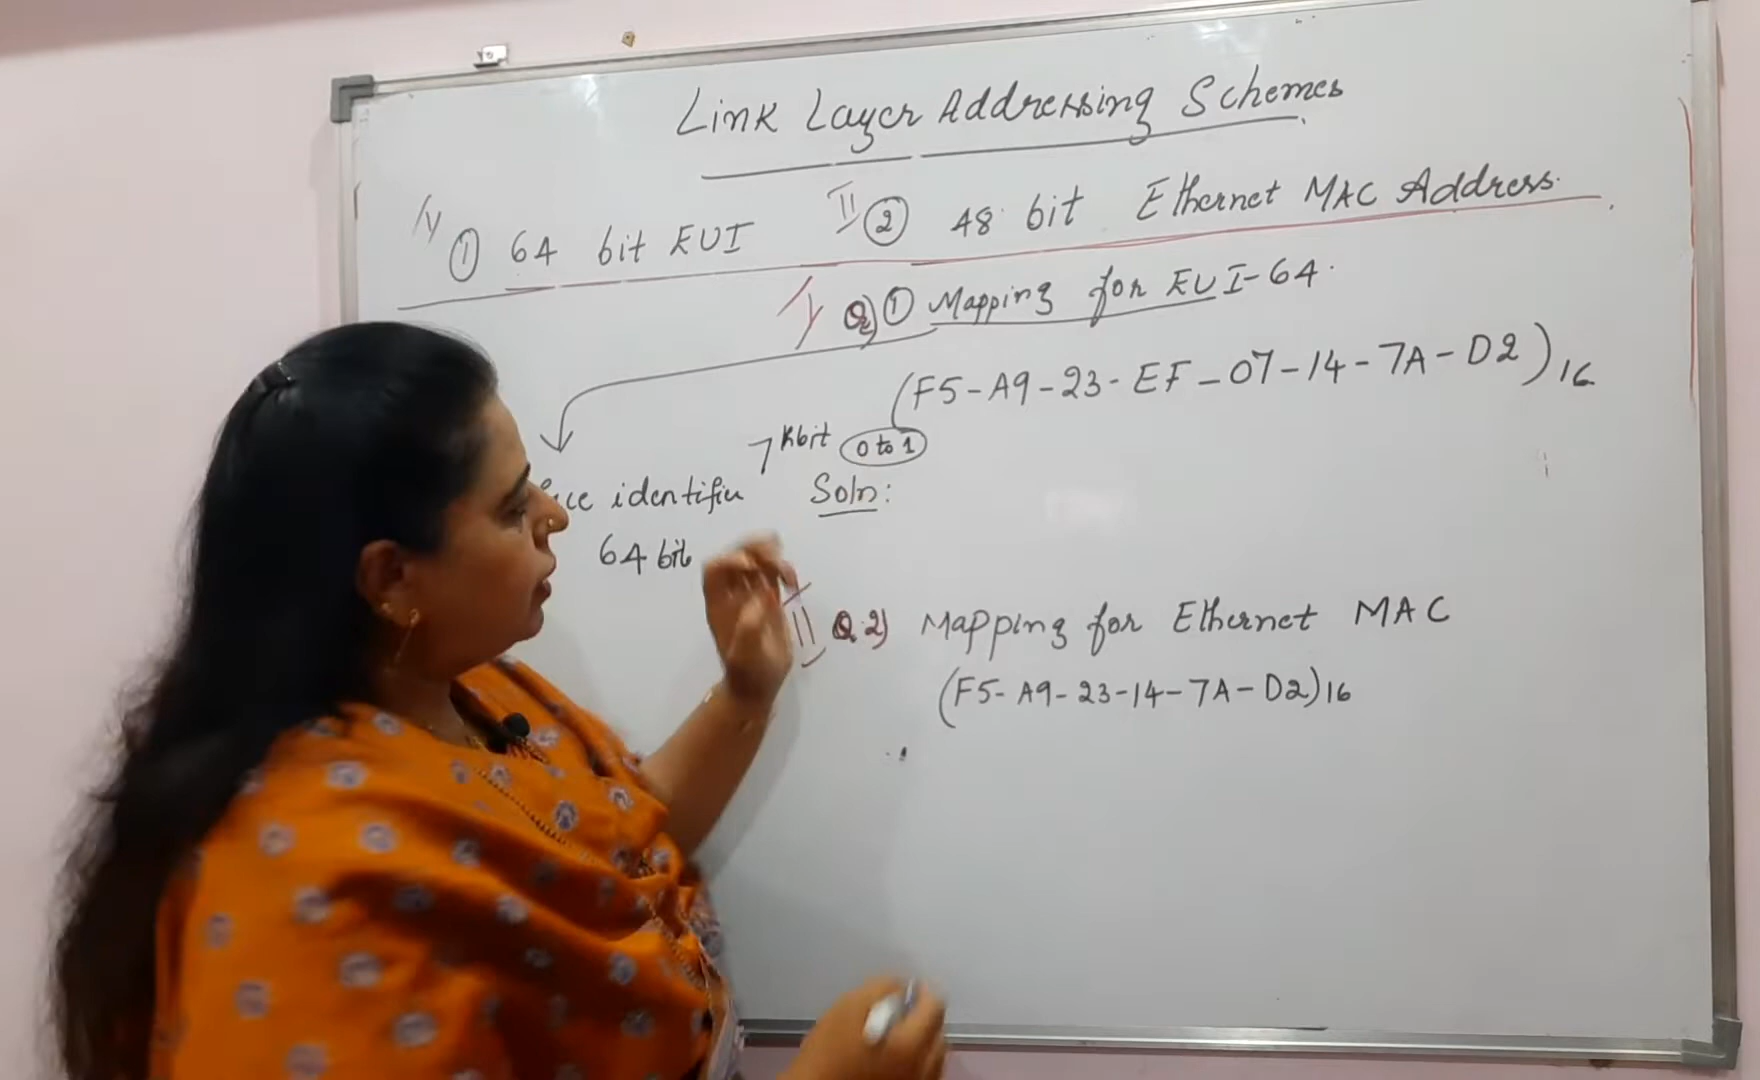 Link Layer Addressing Schemes
① 64 bit EUI II ② 48 bit Ethernet MAC Address.
Q) ① Mapping for EUI-64.
(F5-A9-23-EF-07-14-7A-D2)16
7 bit 0 to 1
identifier Soln:
64 bit
II Q.2) Mapping for Ethernet MAC
(F5-A9-23-14-7A-D2)16